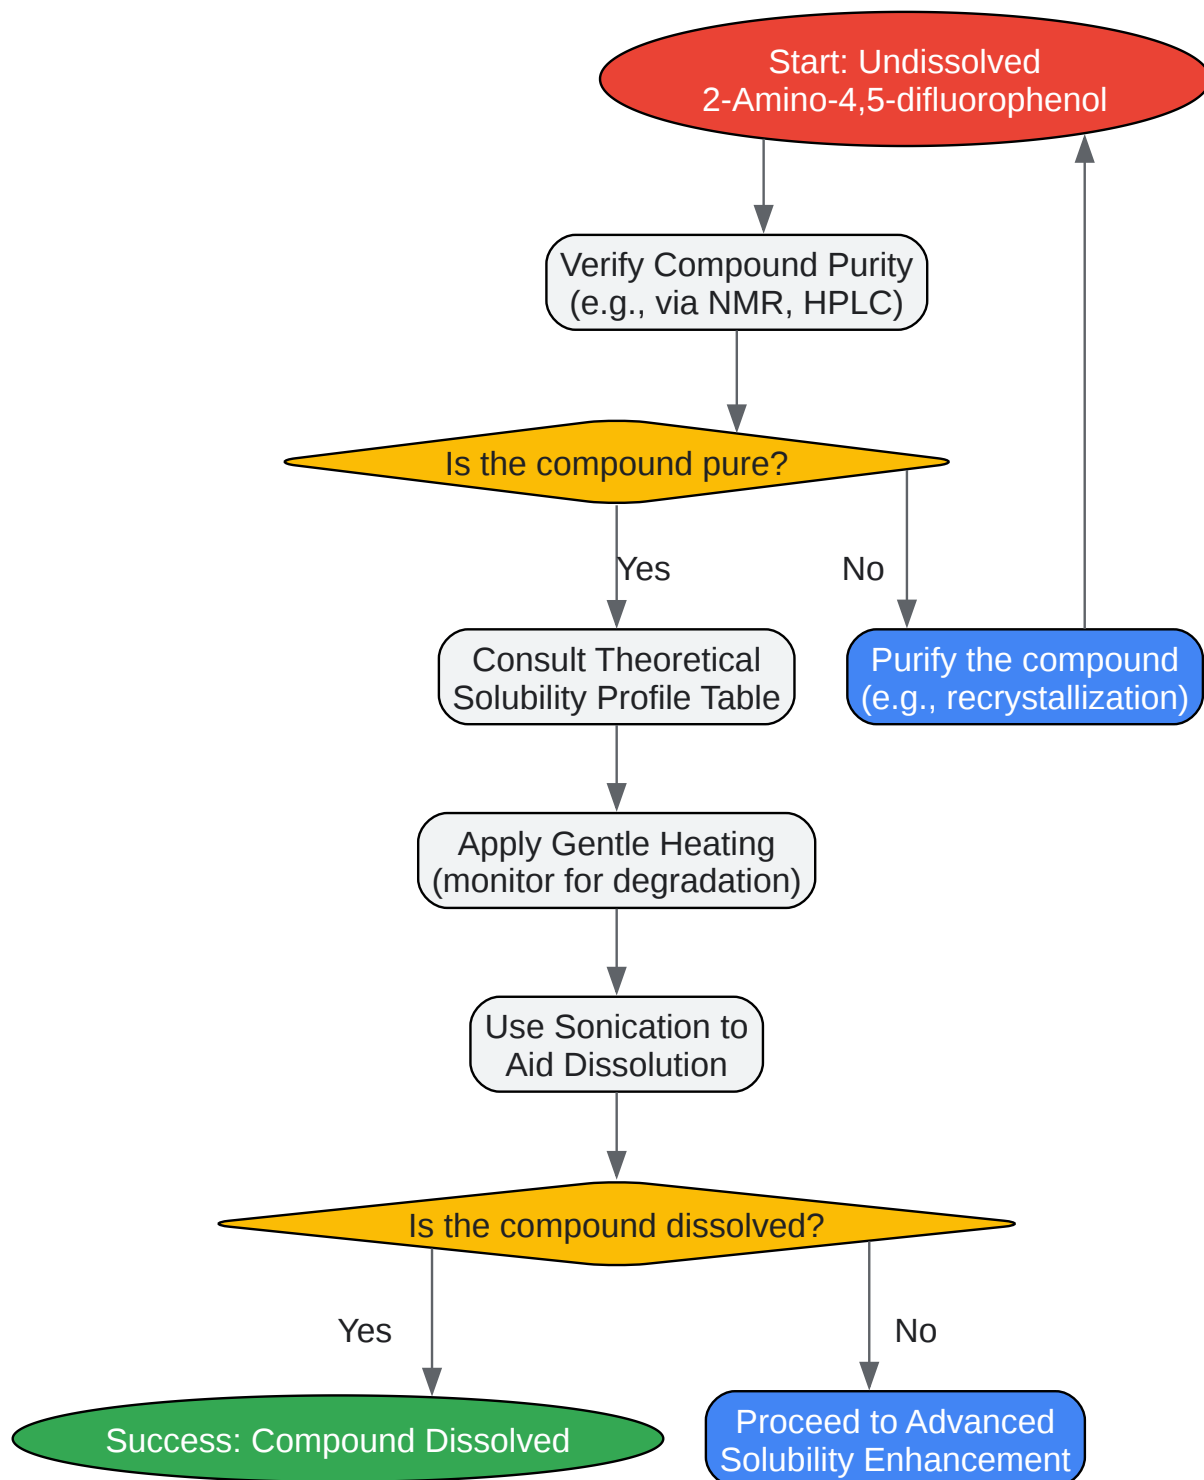 Start: Undissolved
2-Amino-4,5-difluorophenol
Verify Compound Purity
(e.g., via NMR, HPLC)
Is the compound pure?
Yes
No
Consult Theoretical
Solubility Profile Table
Purify the compound
(e.g., recrystallization)
Apply Gentle Heating
(monitor for degradation)
Use Sonication to
Aid Dissolution
Is the compound dissolved?
Yes
No
Success: Compound Dissolved
Proceed to Advanced
Solubility Enhancement